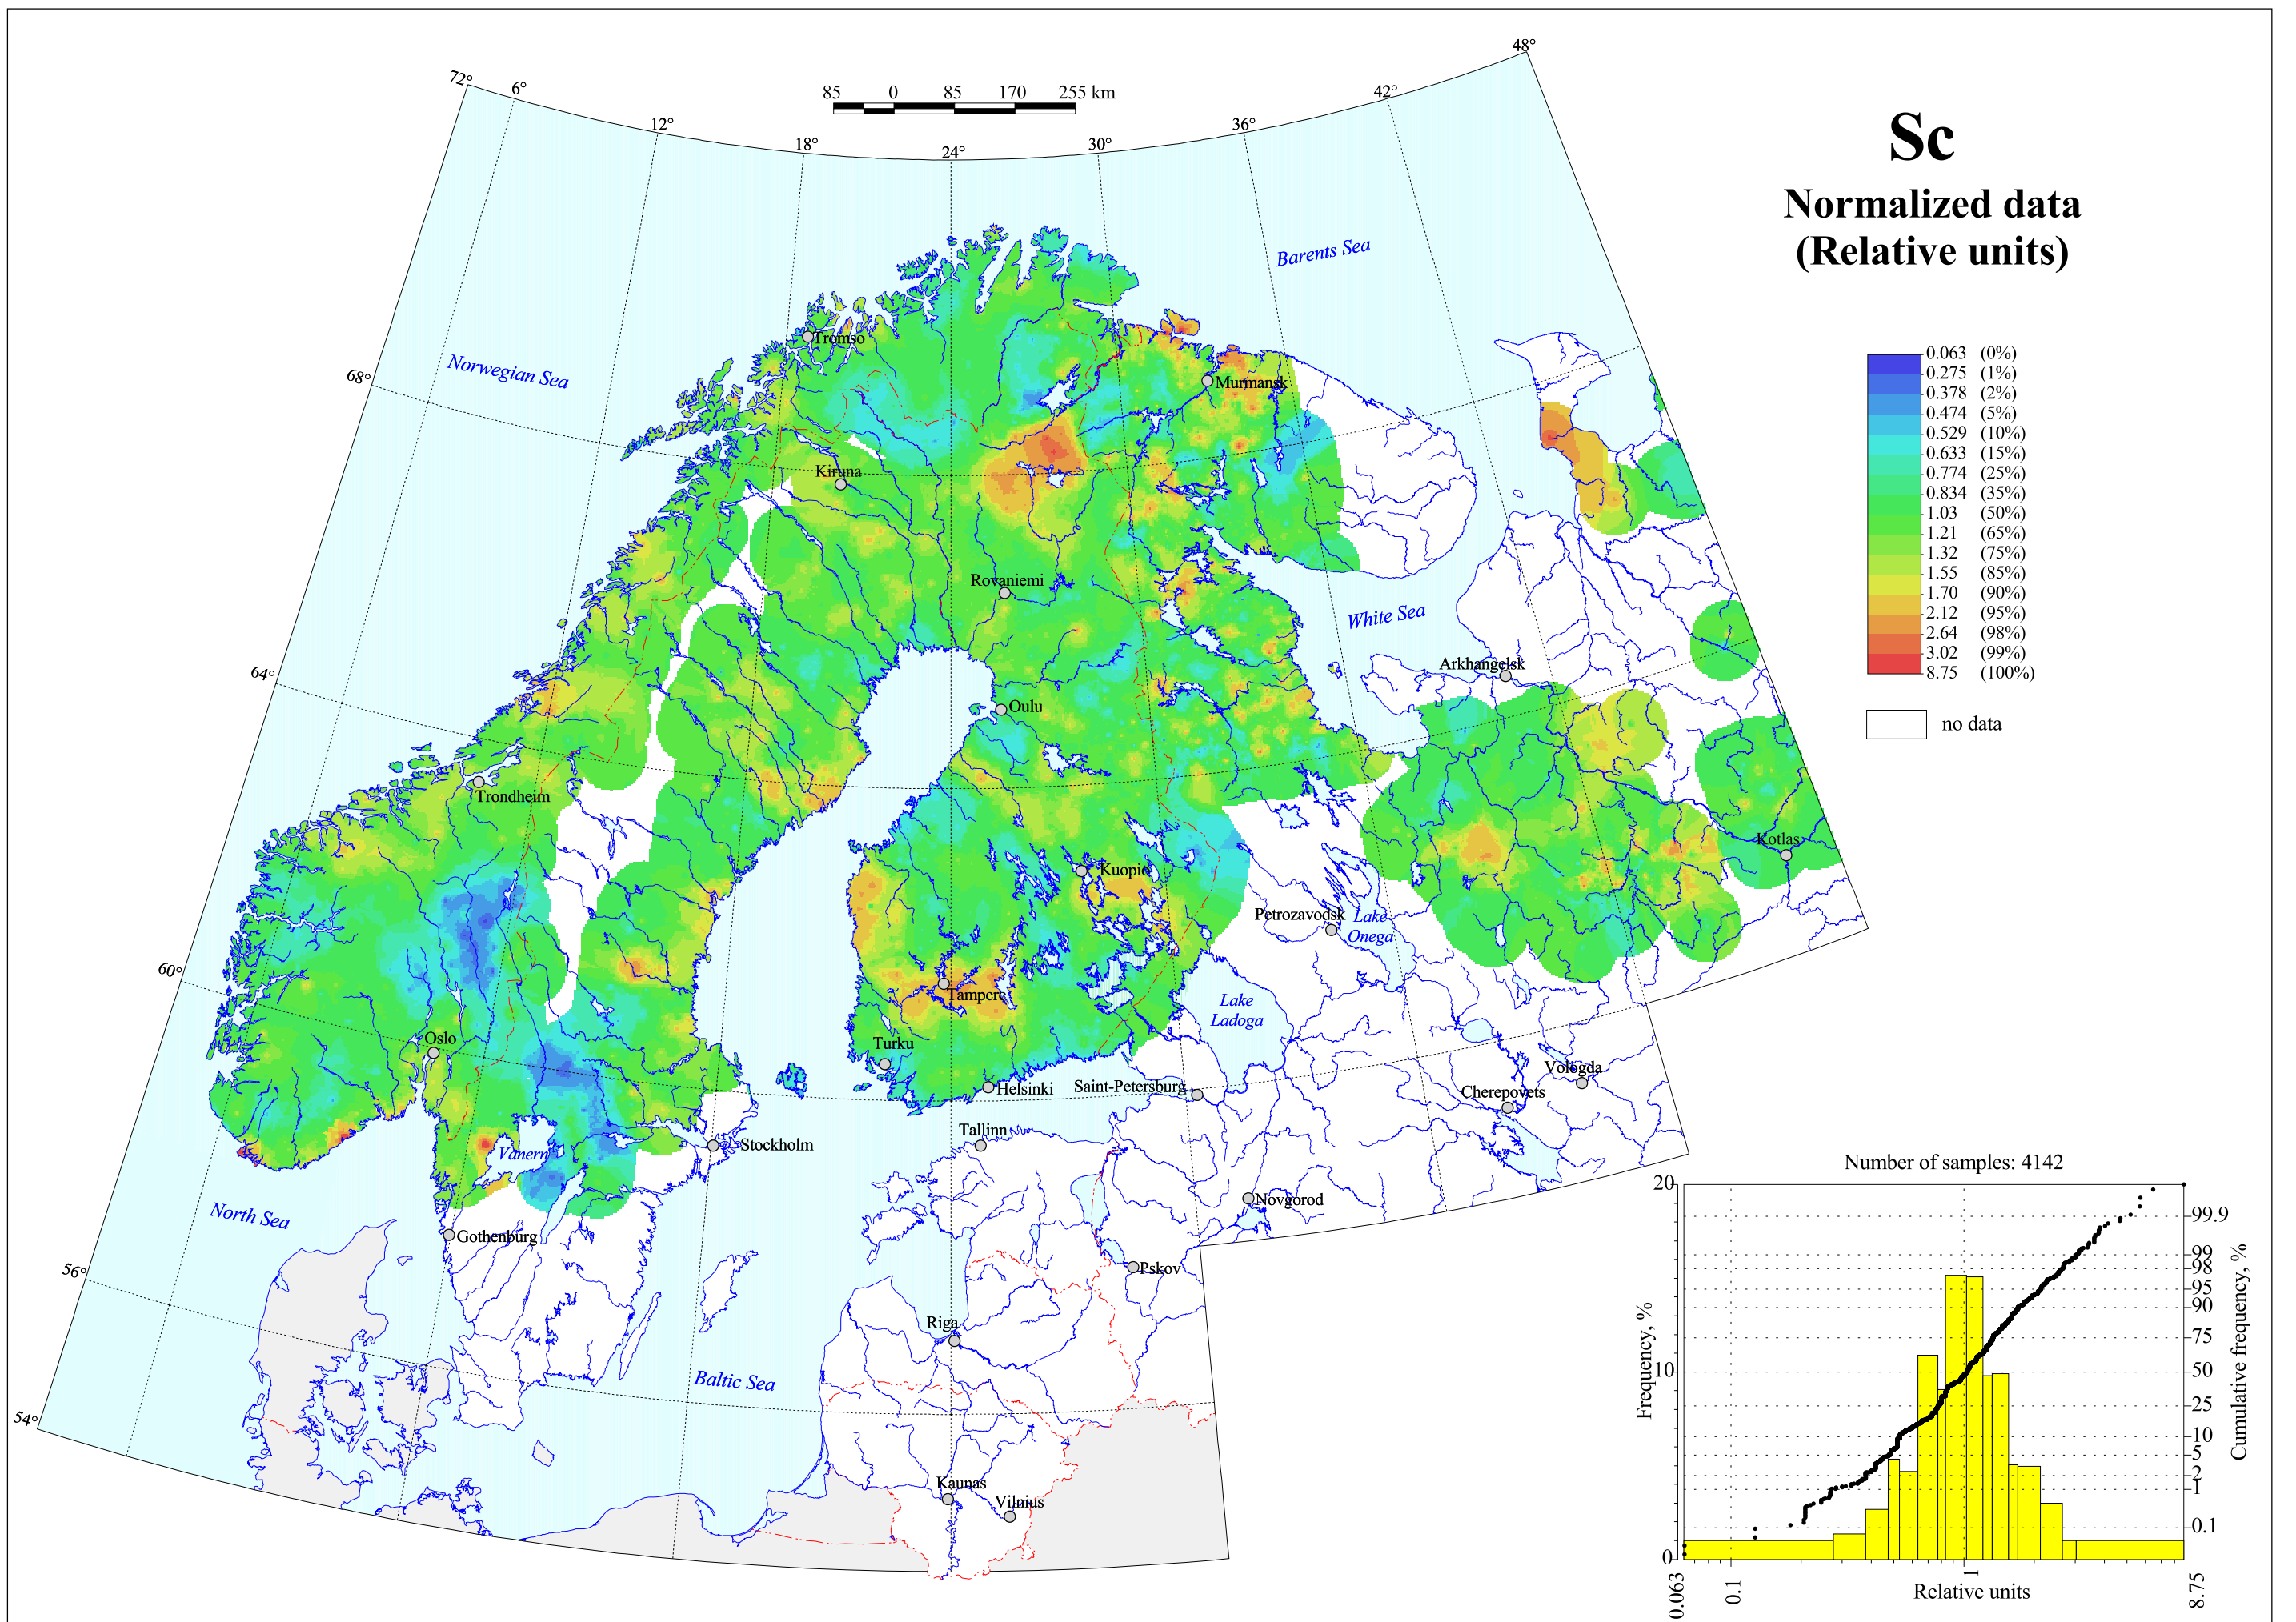 Sc
Normalized data
(Relative units)
72°
6°
12°
18°
24°
30°
36°
42°
48°
85 0 85 170 255 km
68°
64°
60°
56°
54°
Barents Sea
Norwegian Sea
White Sea
North Sea
Baltic Sea
Tromso
Murmansk
Kiruna
Rovaniemi
Arkhangelsk
Oulu
Trondheim
Kotlas
Kuopio
Petrozavodsk
Lake
Onega
Tampere
Lake
Ladoga
Oslo
Turku
Helsinki
Saint-Petersburg
Vologda
Cherepovets
Tallinn
Stockholm
Vanern
Novgorod
Gothenburg
Pskov
Riga
Kaunas
Vilnius
0.063 (0%)
0.275 (1%)
0.378 (2%)
0.474 (5%)
0.529 (10%)
0.633 (15%)
0.774 (25%)
0.834 (35%)
1.03 (50%)
1.21 (65%)
1.32 (75%)
1.55 (85%)
1.70 (90%)
2.12 (95%)
2.64 (98%)
3.02 (99%)
8.75 (100%)
no data
Number of samples: 4142
20
10
0
Frequency, %
99.9
99
98
95
90
75
50
25
10
5
2
1
0.1
Cumulative frequency, %
0.063
0.1
1
8.75
Relative units